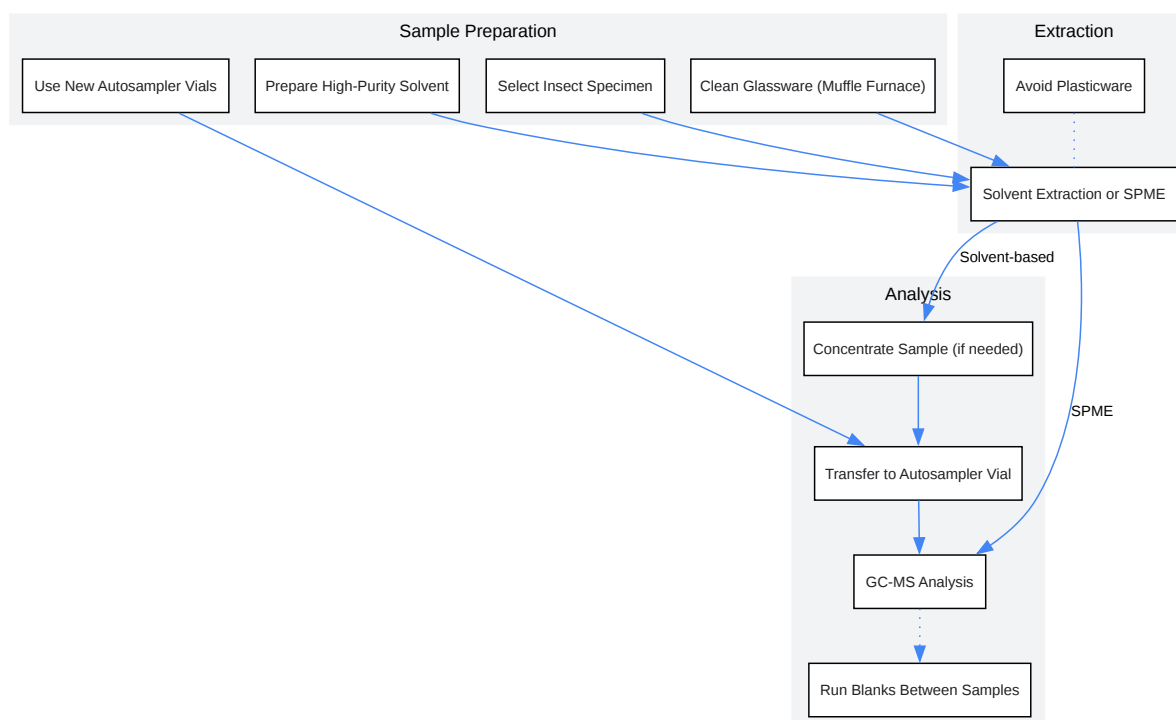 Sample Preparation
Extraction
Use New Autosampler Vials
Prepare High-Purity Solvent
Select Insect Specimen
Clean Glassware (Muffle Furnace)
Avoid Plasticware
Solvent Extraction or SPME
Solvent-based
Analysis
Concentrate Sample (if needed)
SPME
Transfer to Autosampler Vial
GC-MS Analysis
Run Blanks Between Samples